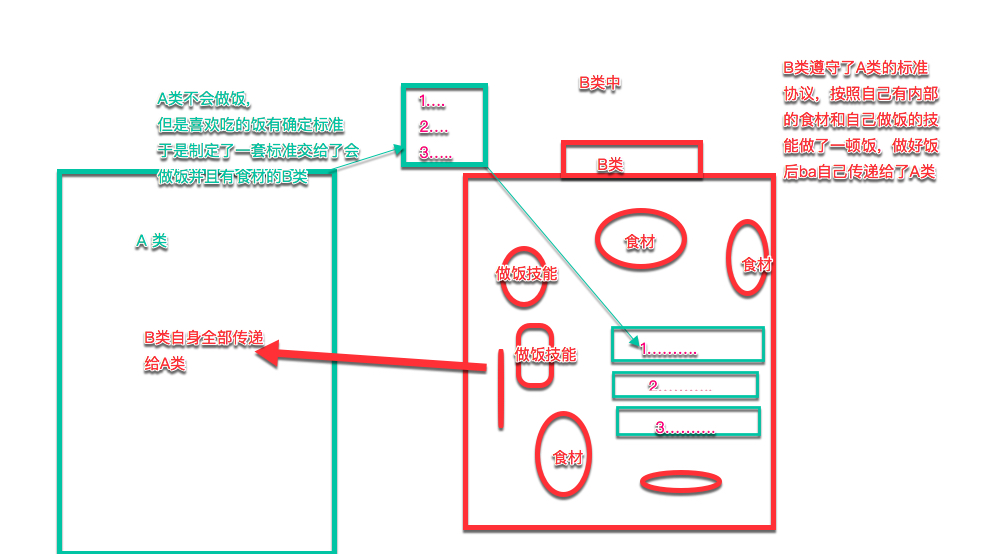 A类不会做饭，
但是喜欢吃的饭有确定标准
于是制定了一套标准交给了会
做饭并且有食材的B类
1....
2....
3.....
B类中
B类遵守了A类的标准
协议，按照自己有内部
的食材和自己做饭的技
能做了一顿饭，做好饭
后ba自己传递给了A类
B类
A 类
食材
食材
做饭技能
B类自身全部传递
给A类
做饭技能
1..........
2..........
3..........
食材